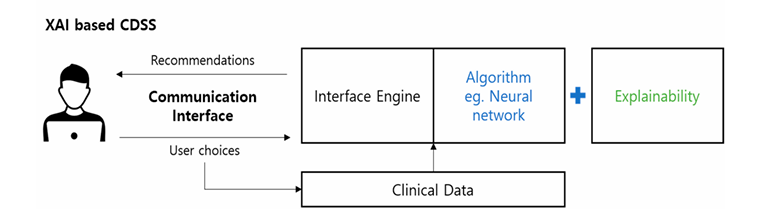 XAI based CDSS
Recommendations
Communication
Interface
User choices
Interface Engine
Algorithm
eg. Neural
network
Explainability
Clinical Data